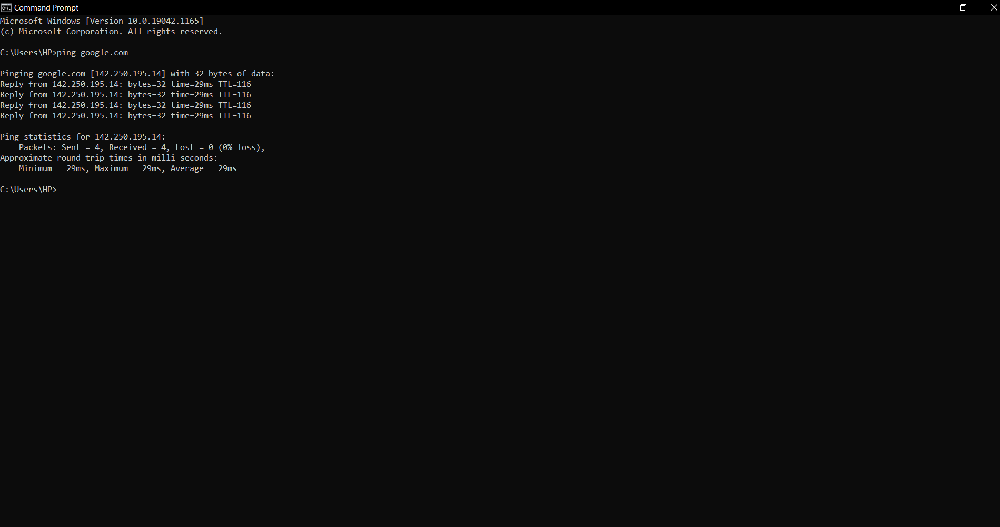 Command Prompt
Microsoft Windows [Version 10.0.19042.1165]
(c) Microsoft Corporation. All rights reserved.
C:\Users\HP>ping google.com
Pinging google.com [142.250.195.14] with 32 bytes of data:
Reply from 142.250.195.14: bytes=32 time=29ms TTL=116
Reply from 142.250.195.14: bytes=32 time=29ms TTL=116
Reply from 142.250.195.14: bytes=32 time=29ms TTL=116
Reply from 142.250.195.14: bytes=32 time=29ms TTL=116
Ping statistics for 142.250.195.14:
    Packets: Sent = 4, Received = 4, Lost = 0 (0% loss),
Approximate round trip times in milli-seconds:
    Minimum = 29ms, Maximum = 29ms, Average = 29ms
C:\Users\HP>